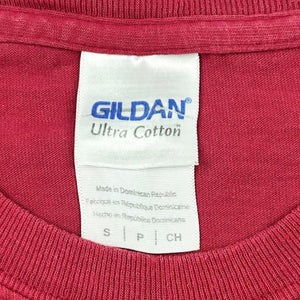 GILDAN®
Ultra Cotton®
Made in Dominican Republic
Fabriqué en République Dominicaine
Hecho en República Dominicana
S | P | CH